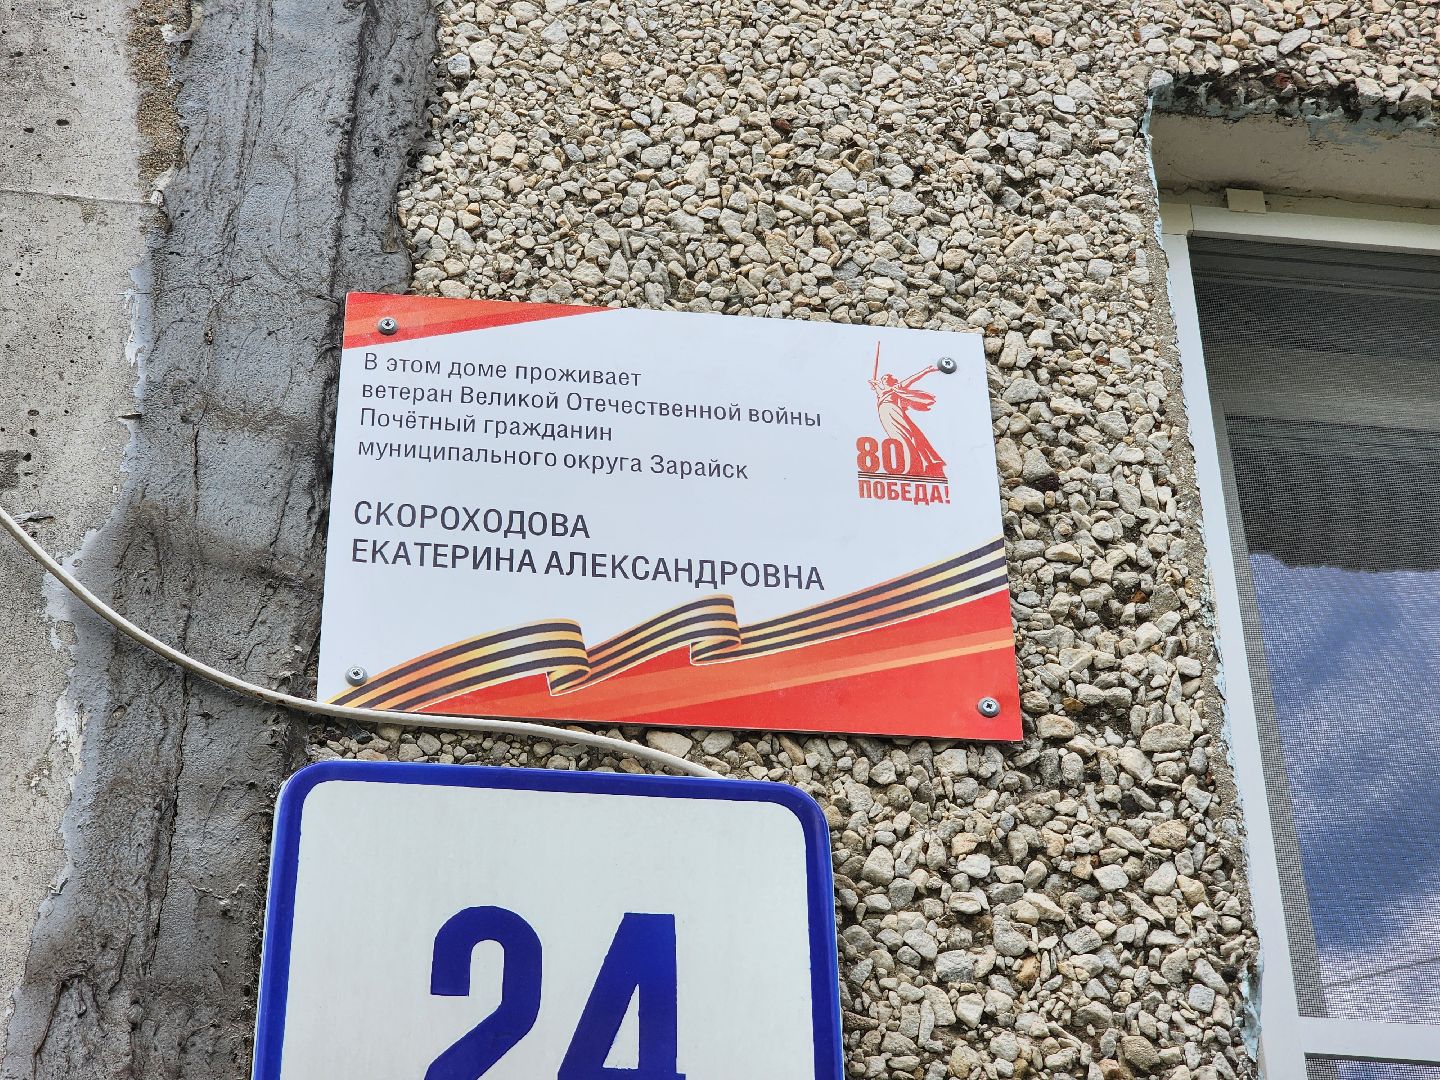 В этом доме проживает
ветеран Великой Отечественной войны
Почётный гражданин
муниципального округа Зарайск
80
ПОБЕДА!
СКОРОХОДОВА
ЕКАТЕРИНА АЛЕКСАНДРОВНА
24